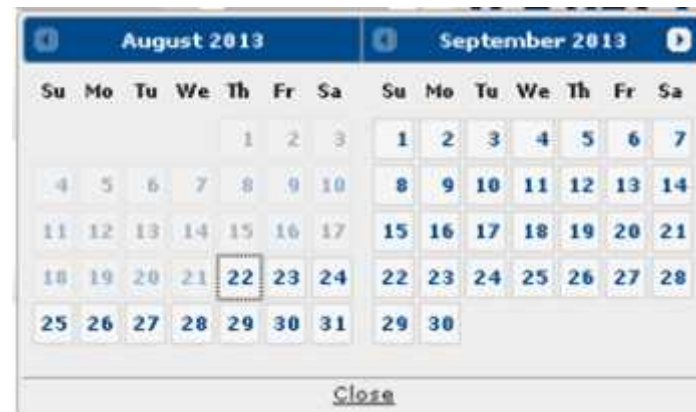 August 2013
Su Mo Tu We Th Fr Sa
1 2 3
4 5 6 7 8 9 10
11 12 13 14 15 16 17
18 19 20 21 22 23 24
25 26 27 28 29 30 31
September 2013
Su Mo Tu We Th Fr Sa
1 2 3 4 5 6 7
8 9 10 11 12 13 14
15 16 17 18 19 20 21
22 23 24 25 26 27 28
29 30
Close